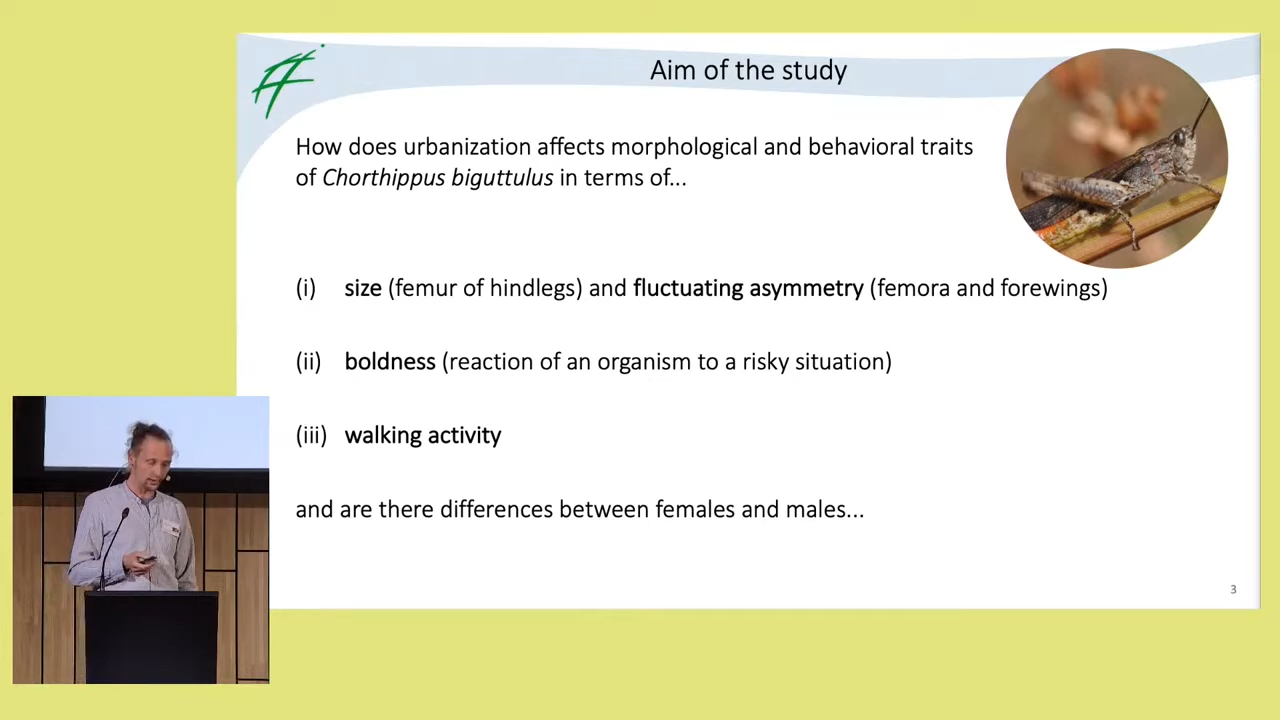 Aim of the study
How does urbanization affects morphological and behavioral traits
of Chorthippus biguttulus in terms of...
(i) size (femur of hindlegs) and fluctuating asymmetry (femora and forewings)
(ii) boldness (reaction of an organism to a risky situation)
(iii) walking activity
and are there differences between females and males...
3